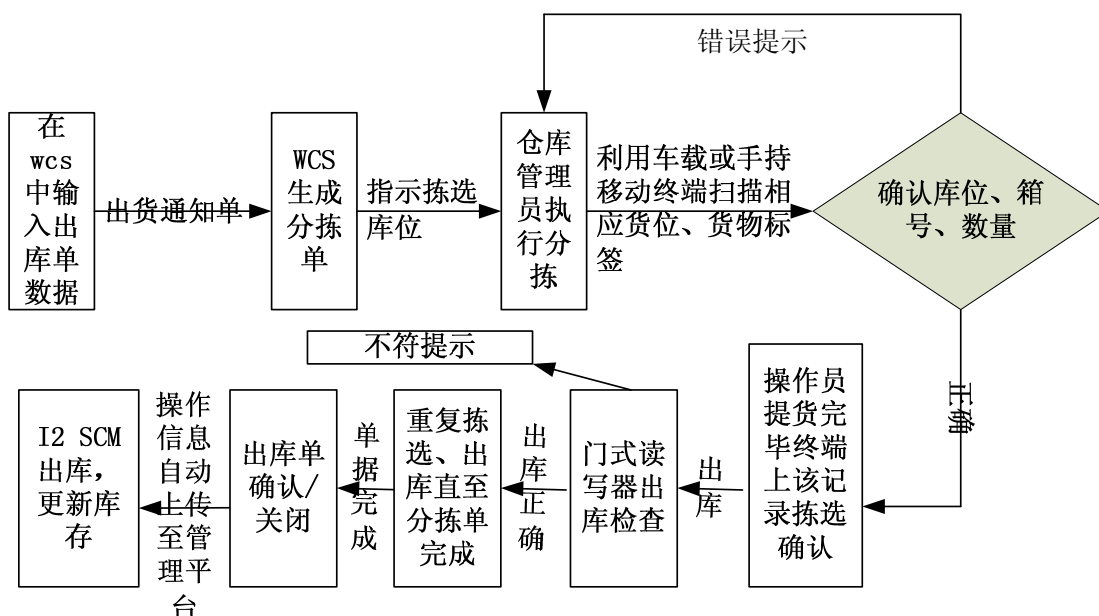 错误提示
在
wcs
中输
入出
库单
数据
出货通知单
WCS
生成
分拣
单
指示拣选
库位
仓库
管理
员执
行分
拣
利用车载或手持
移动终端扫描相
应货位、货物标
签
确认库位、箱
号、数量
正确
操作员
提货完
毕终端
上该记
录拣选
确认
出
库
门式读
写器出
库检查
不符提示
出
库
正
确
重复拣
选、出
库直至
分拣单
完成
单
据
完
成
出库单
确认/
关闭
操作
信息
自动
上传
至管
理平
台
I2 SCM
出库，
更新库
存